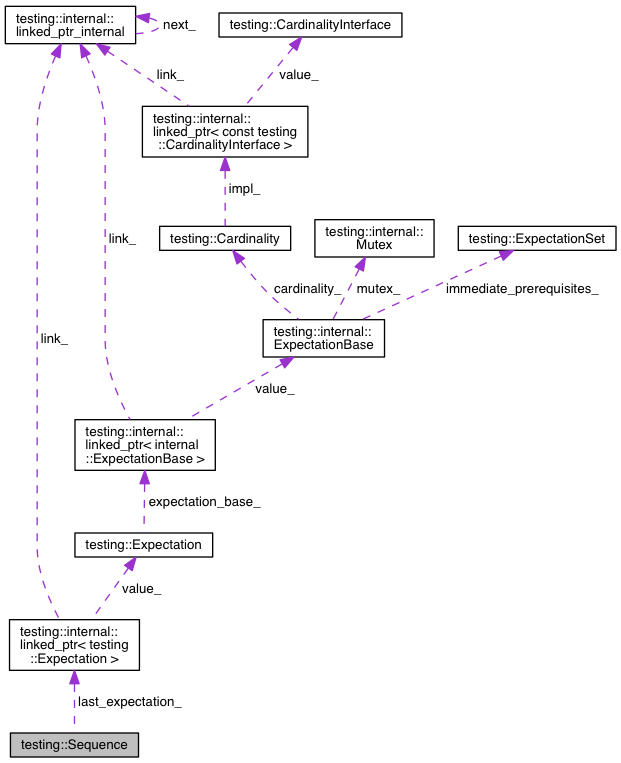 testing::internal::
linked_ptr_internal
next_
testing::CardinalityInterface
link_
value_
testing::internal::
linked_ptr< const testing
::CardinalityInterface >
impl_
testing::Cardinality
testing::internal::
Mutex
testing::ExpectationSet
link_
cardinality_
mutex_
immediate_prerequisites_
testing::internal::
ExpectationBase
link_
value_
testing::internal::
linked_ptr< internal
::ExpectationBase >
expectation_base_
testing::Expectation
value_
testing::internal::
linked_ptr< testing
::Expectation >
last_expectation_
testing::Sequence